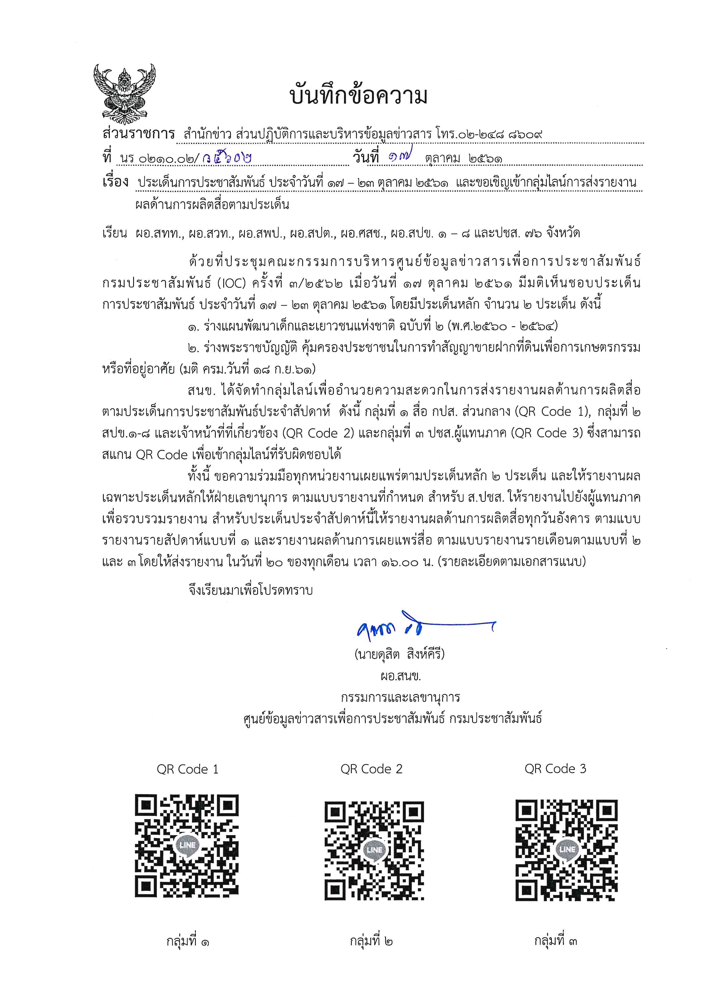 บันทึกข้อความ
ส่วนราชการ สำนักข่าว ส่วนปฏิบัติการและบริหารข้อมูลข่าวสาร โทร.๐๒-๒๔๘ ๘๖๐๙
ที่ นร ๐๒๑๐.๐๒/ วันที่ ๑๗ ตุลาคม ๒๕๖๑
เรื่อง ประเด็นการประชาสัมพันธ์ ประจำวันที่ ๑๗ – ๒๓ ตุลาคม ๒๕๖๑ และขอเชิญเข้ากลุ่มไลน์การส่งรายงาน
ผลด้านการผลิตสื่อตามประเด็น
เรียน ผอ.สทท., ผอ.สวท., ผอ.สพป., ผอ.สปต., ผอ.ศสช., ผอ.สปข. ๑ – ๘ และปชส. ๗๖ จังหวัด
ด้วยที่ประชุมคณะกรรมการบริหารศูนย์ข้อมูลข่าวสารเพื่อการประชาสัมพันธ์
กรมประชาสัมพันธ์ (IOC) ครั้งที่ ๓/๒๕๖๒ เมื่อวันที่ ๑๗ ตุลาคม ๒๕๖๑ มีมติเห็นชอบประเด็น
การประชาสัมพันธ์ ประจำวันที่ ๑๗ – ๒๓ ตุลาคม ๒๕๖๑ โดยมีประเด็นหลัก จำนวน ๒ ประเด็น ดังนี้
๑. ร่างแผนพัฒนาเด็กและเยาวชนแห่งชาติ ฉบับที่ ๒ (พ.ศ.๒๕๖๐ - ๒๕๖๔)
๒. ร่างพระราชบัญญัติ คุ้มครองประชาชนในการทำสัญญาขายฝากที่ดินเพื่อการเกษตรกรรม
หรือที่อยู่อาศัย (มติ ครม.วันที่ ๑๘ ก.ย.๖๑)
สนข. ได้จัดทำกลุ่มไลน์เพื่ออำนวยความสะดวกในการส่งรายงานผลด้านการผลิตสื่อ
ตามประเด็นการประชาสัมพันธ์ประจำสัปดาห์ ดังนี้ กลุ่มที่ ๑ สื่อ กปส. ส่วนกลาง (QR Code 1), กลุ่มที่ ๒
สปข.๑-๘ และเจ้าหน้าที่ที่เกี่ยวข้อง (QR Code 2) และกลุ่มที่ ๓ ปชส.ผู้แทนภาค (QR Code 3) ซึ่งสามารถ
สแกน QR Code เพื่อเข้ากลุ่มไลน์ที่รับผิดชอบได้
ทั้งนี้ ขอความร่วมมือทุกหน่วยงานเผยแพร่ตามประเด็นหลัก ๒ ประเด็น และให้รายงานผล
เฉพาะประเด็นหลักให้ฝ่ายเลขานุการ ตามแบบรายงานที่กำหนด สำหรับ ส.ปชส. ให้รายงานไปยังผู้แทนภาค
เพื่อรวบรวมรายงาน สำหรับประเด็นประจำสัปดาห์นี้ให้รายงานผลด้านการผลิตสื่อทุกวันอังคาร ตามแบบ
รายงานรายสัปดาห์แบบที่ ๑ และรายงานผลด้านการเผยแพร่สื่อ ตามแบบรายงานรายเดือนตามแบบที่ ๒
และ ๓ โดยให้ส่งรายงาน ในวันที่ ๒๐ ของทุกเดือน เวลา ๑๖.๐๐ น. (รายละเอียดตามเอกสารแนบ)
จึงเรียนมาเพื่อโปรดทราบ
(นายดุสิต สิงห์คีรี)
ผอ.สนข.
กรรมการและเลขานุการ
ศูนย์ข้อมูลข่าวสารเพื่อการประชาสัมพันธ์ กรมประชาสัมพันธ์
QR Code 1 QR Code 2 QR Code 3
LINE LINE LINE
กลุ่มที่ ๑ กลุ่มที่ ๒ กลุ่มที่ ๓